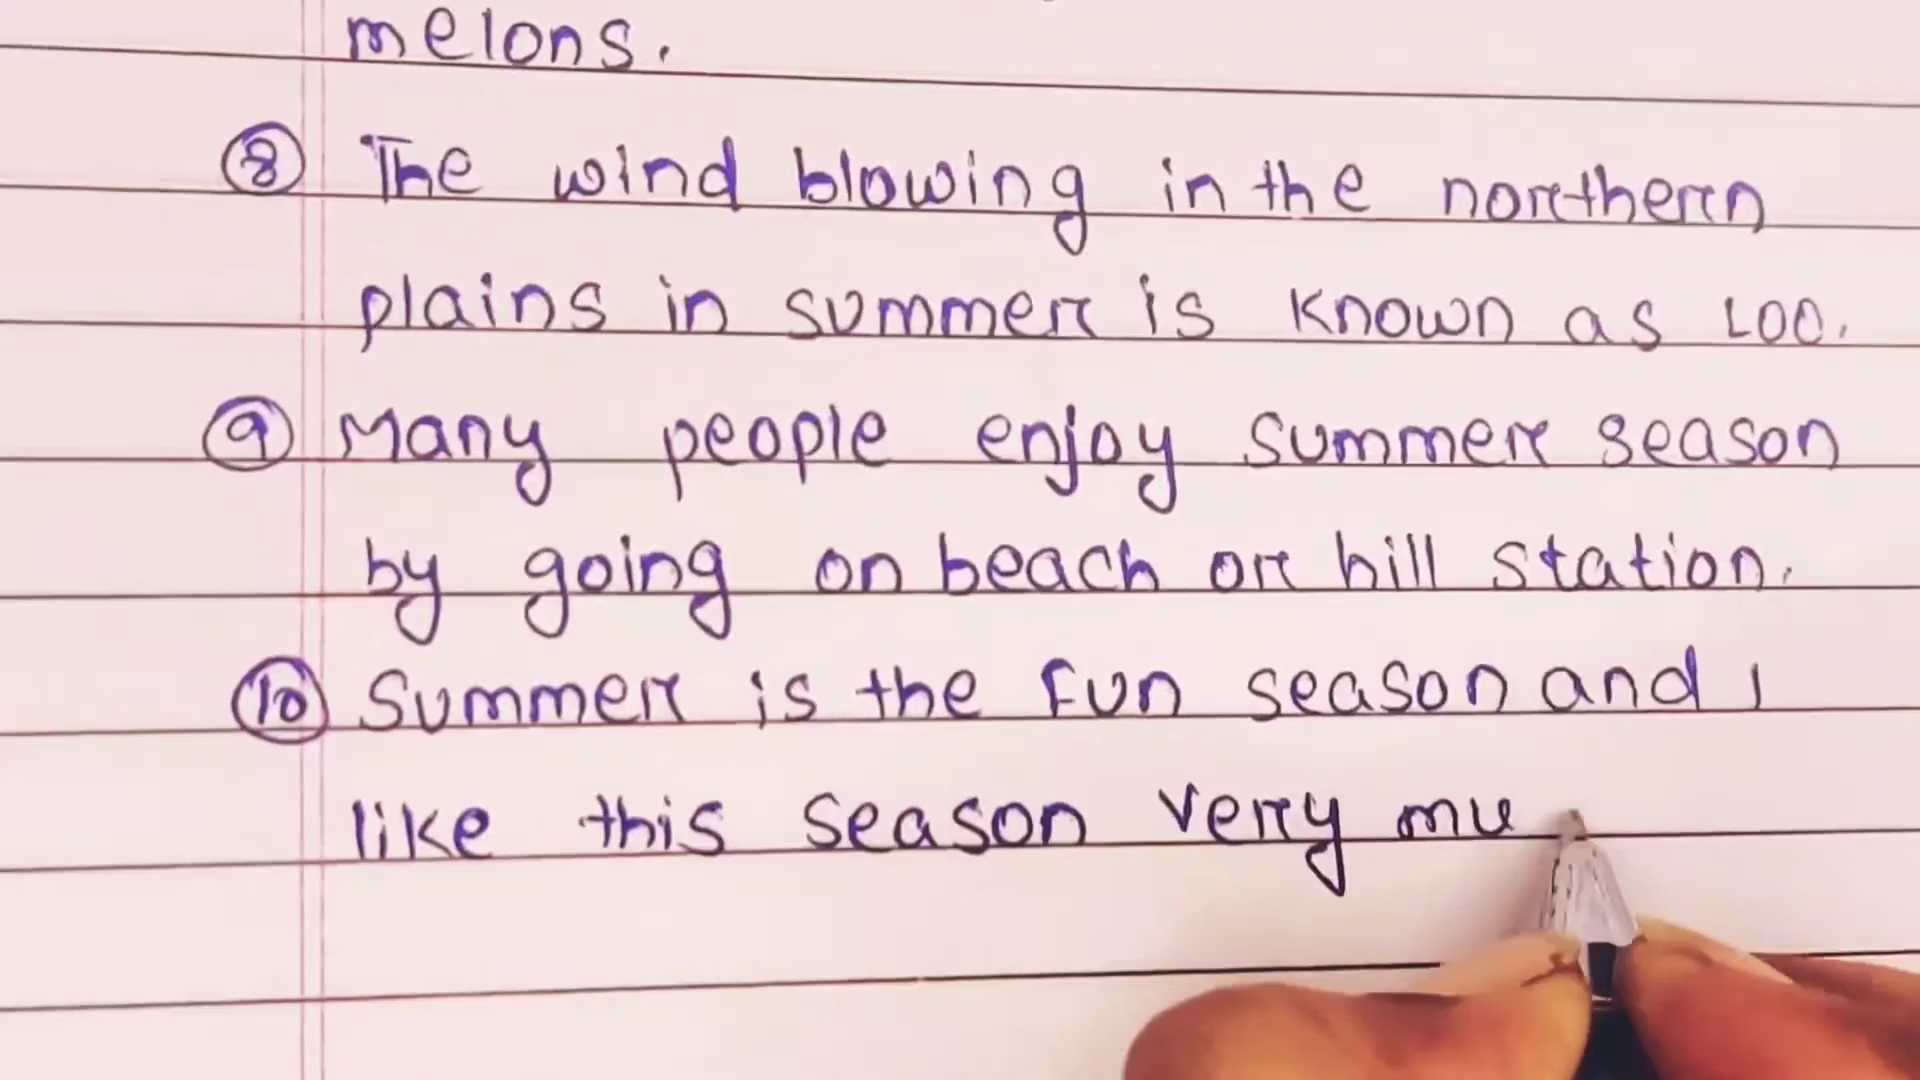 melons.
⑧ The wind blowing in the northern
plains in summer is known as Loo.
⑨ Many people enjoy summer season
by going on beach or hill station.
⑩ Summer is the fun season and I
like this season very mu